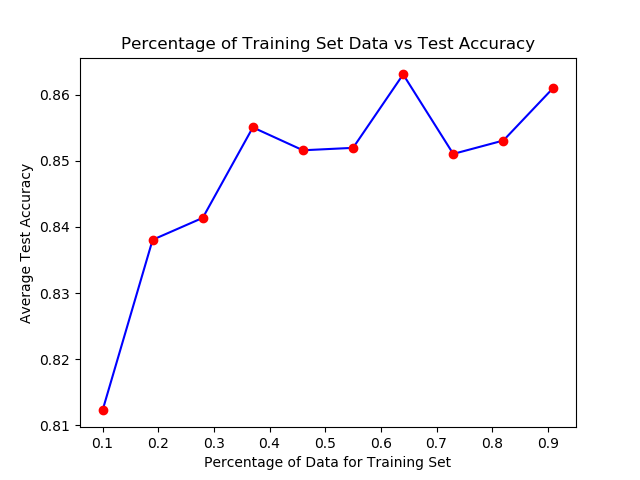 Percentage of Training Set Data vs Test Accuracy
0.86
0.85
0.84
0.83
0.82
0.81
Average Test Accuracy
0.1 0.2 0.3 0.4 0.5 0.6 0.7 0.8 0.9
Percentage of Data for Training Set